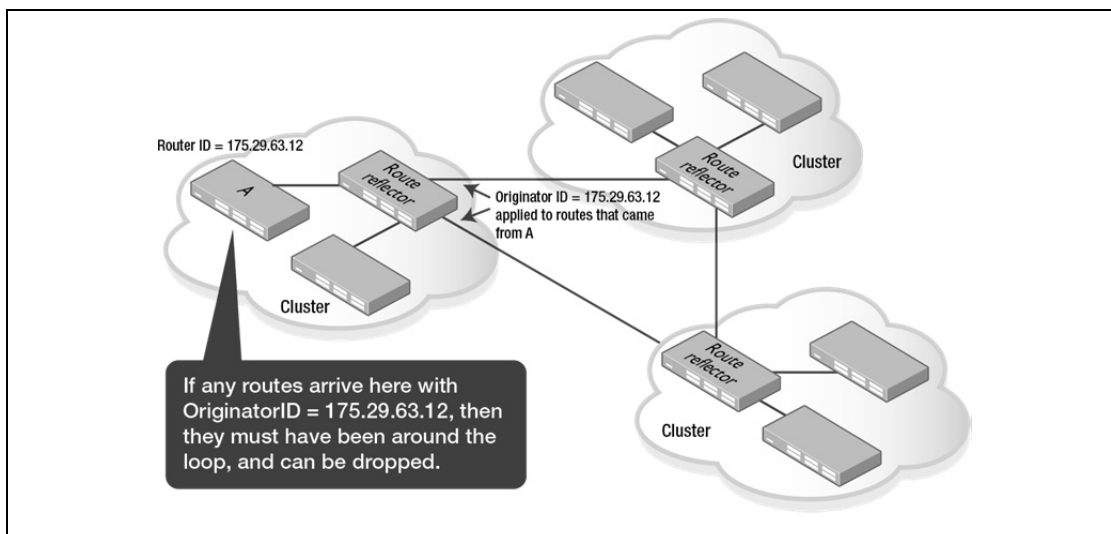 Router ID = 175.29.63.12
A
Route
reflector
Cluster
Originator ID = 175.29.63.12
applied to routes that came
from A
Route
reflector
Cluster
Route
reflector
Cluster
If any routes arrive here with
OriginatorID = 175.29.63.12, then
they must have been around the
loop, and can be dropped.